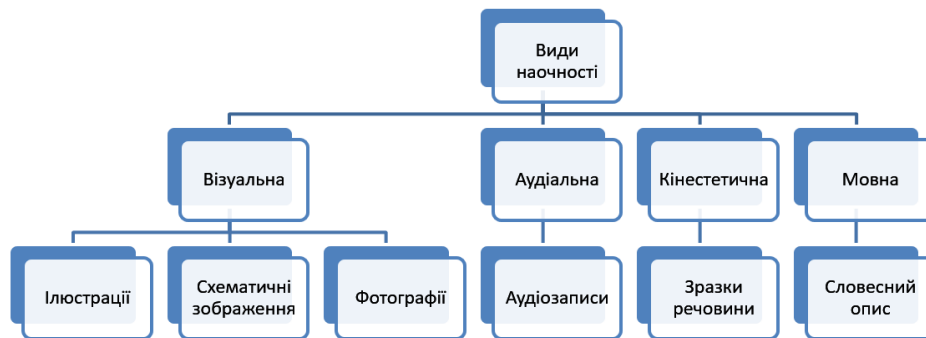 Види
наочності
Візуальна
Аудіальна
Кінестетична
Мовна
Ілюстрації
Схематичні
зображення
Фотографії
Аудіозаписи
Зразки
речовини
Словесний
опис